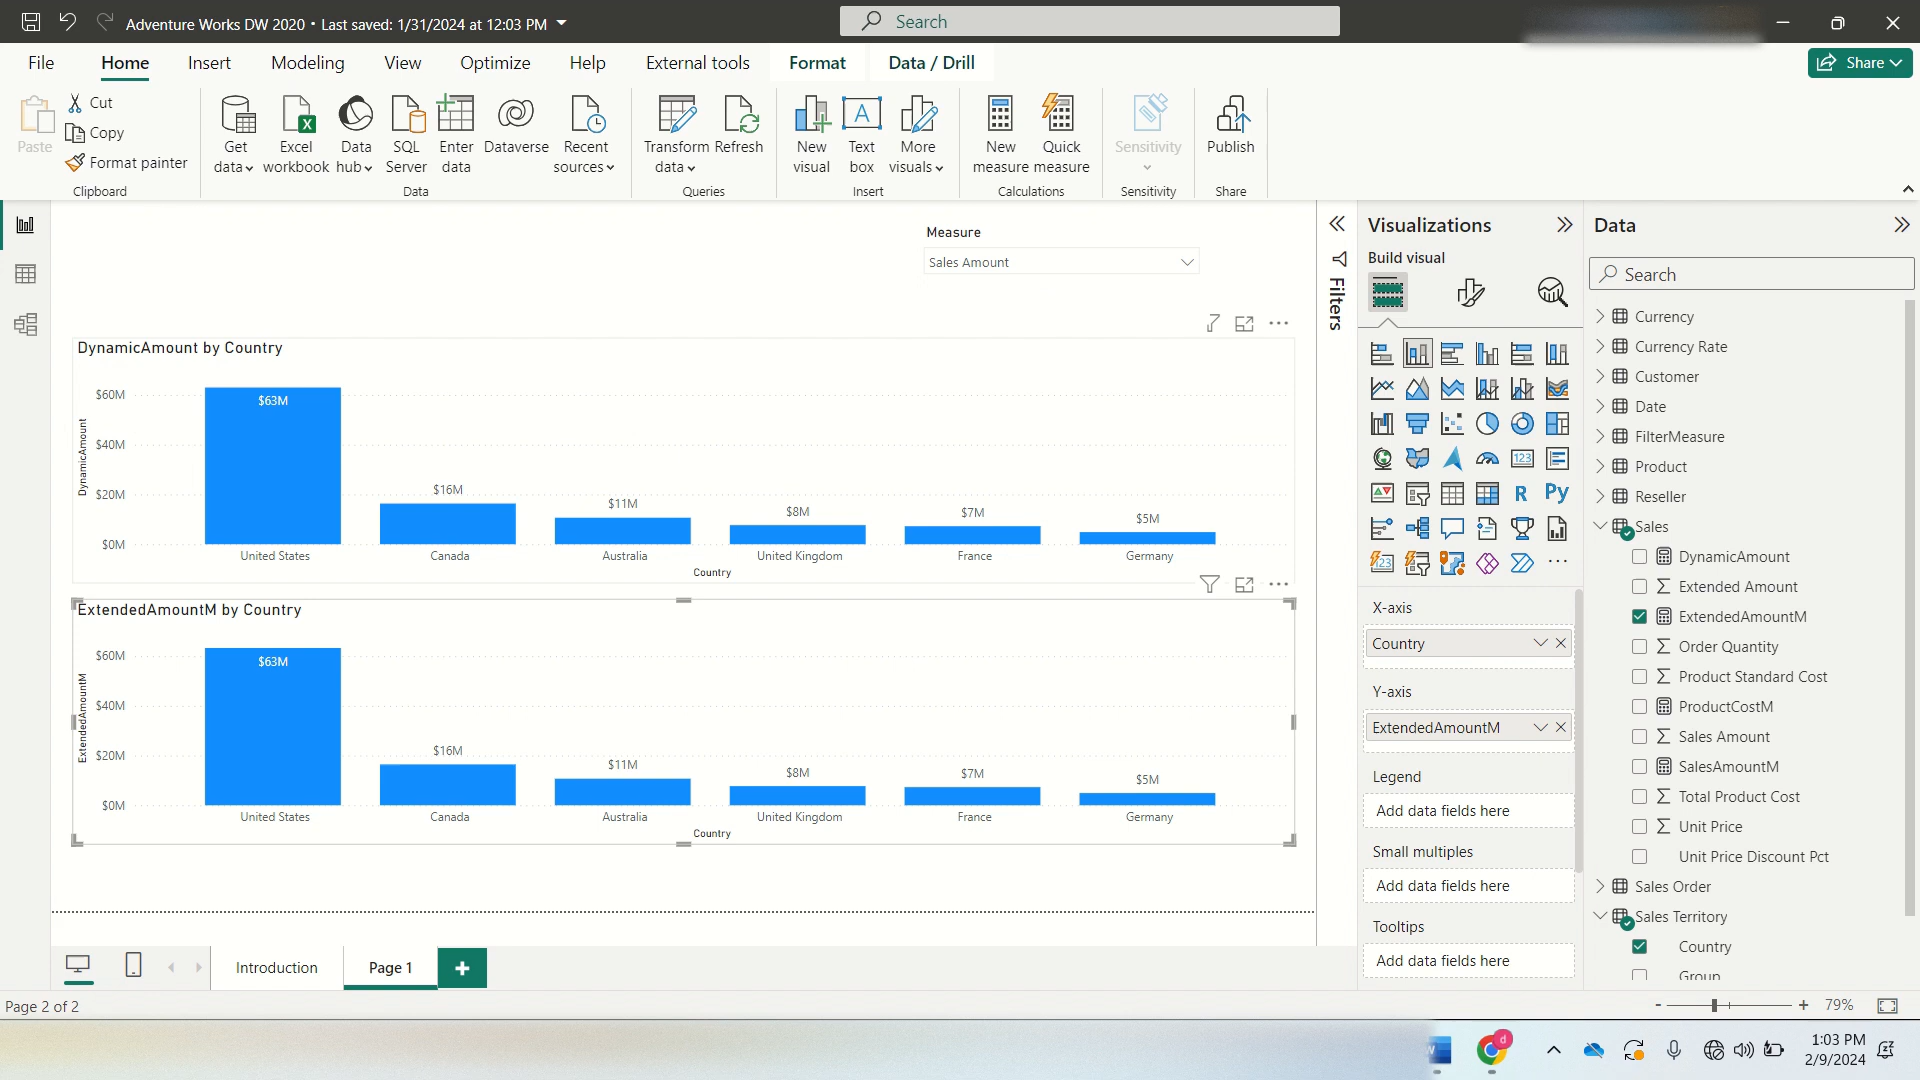 Adventure Works DW 2020 • Last saved: 1/31/2024 at 12:03 PM
Search
File Home Insert Modeling View Optimize Help External tools Format Data / Drill
Share
Paste
Cut
Copy
Format painter
Clipboard
Get data
Excel workbook
Data hub
SQL Server
Enter data
Dataverse
Recent sources
Data
Transform data
Refresh
Queries
New visual
Text box
More visuals
Insert
New measure
Quick measure
Calculations
Sensitivity
Sensitivity
Publish
Share
Measure
Sales Amount
DynamicAmount by Country
DynamicAmount
$60M
$40M
$20M
$0M
$63M
$16M
$11M
$8M
$7M
$5M
United States
Canada
Australia
United Kingdom
France
Germany
Country
ExtendedAmountM by Country
ExtendedAmountM
$60M
$40M
$20M
$0M
$63M
$16M
$11M
$8M
$7M
$5M
United States
Canada
Australia
United Kingdom
France
Germany
Country
Filters
Visualizations
Build visual
123
R
Py
123
X-axis
Country
Y-axis
ExtendedAmountM
Legend
Add data fields here
Small multiples
Add data fields here
Tooltips
Add data fields here
Data
Search
Currency
Currency Rate
Customer
Date
FilterMeasure
Product
Reseller
Sales
DynamicAmount
Extended Amount
ExtendedAmountM
Order Quantity
Product Standard Cost
ProductCostM
Sales Amount
SalesAmountM
Total Product Cost
Unit Price
Unit Price Discount Pct
Sales Order
Sales Territory
Country
Group
Introduction
Page 1
Page 2 of 2
79%
d
1:03 PM
2/9/2024